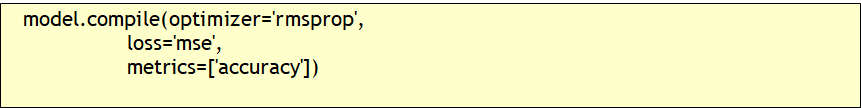 model.compile(optimizer='rmsprop',
loss='mse',
metrics=['accuracy'])